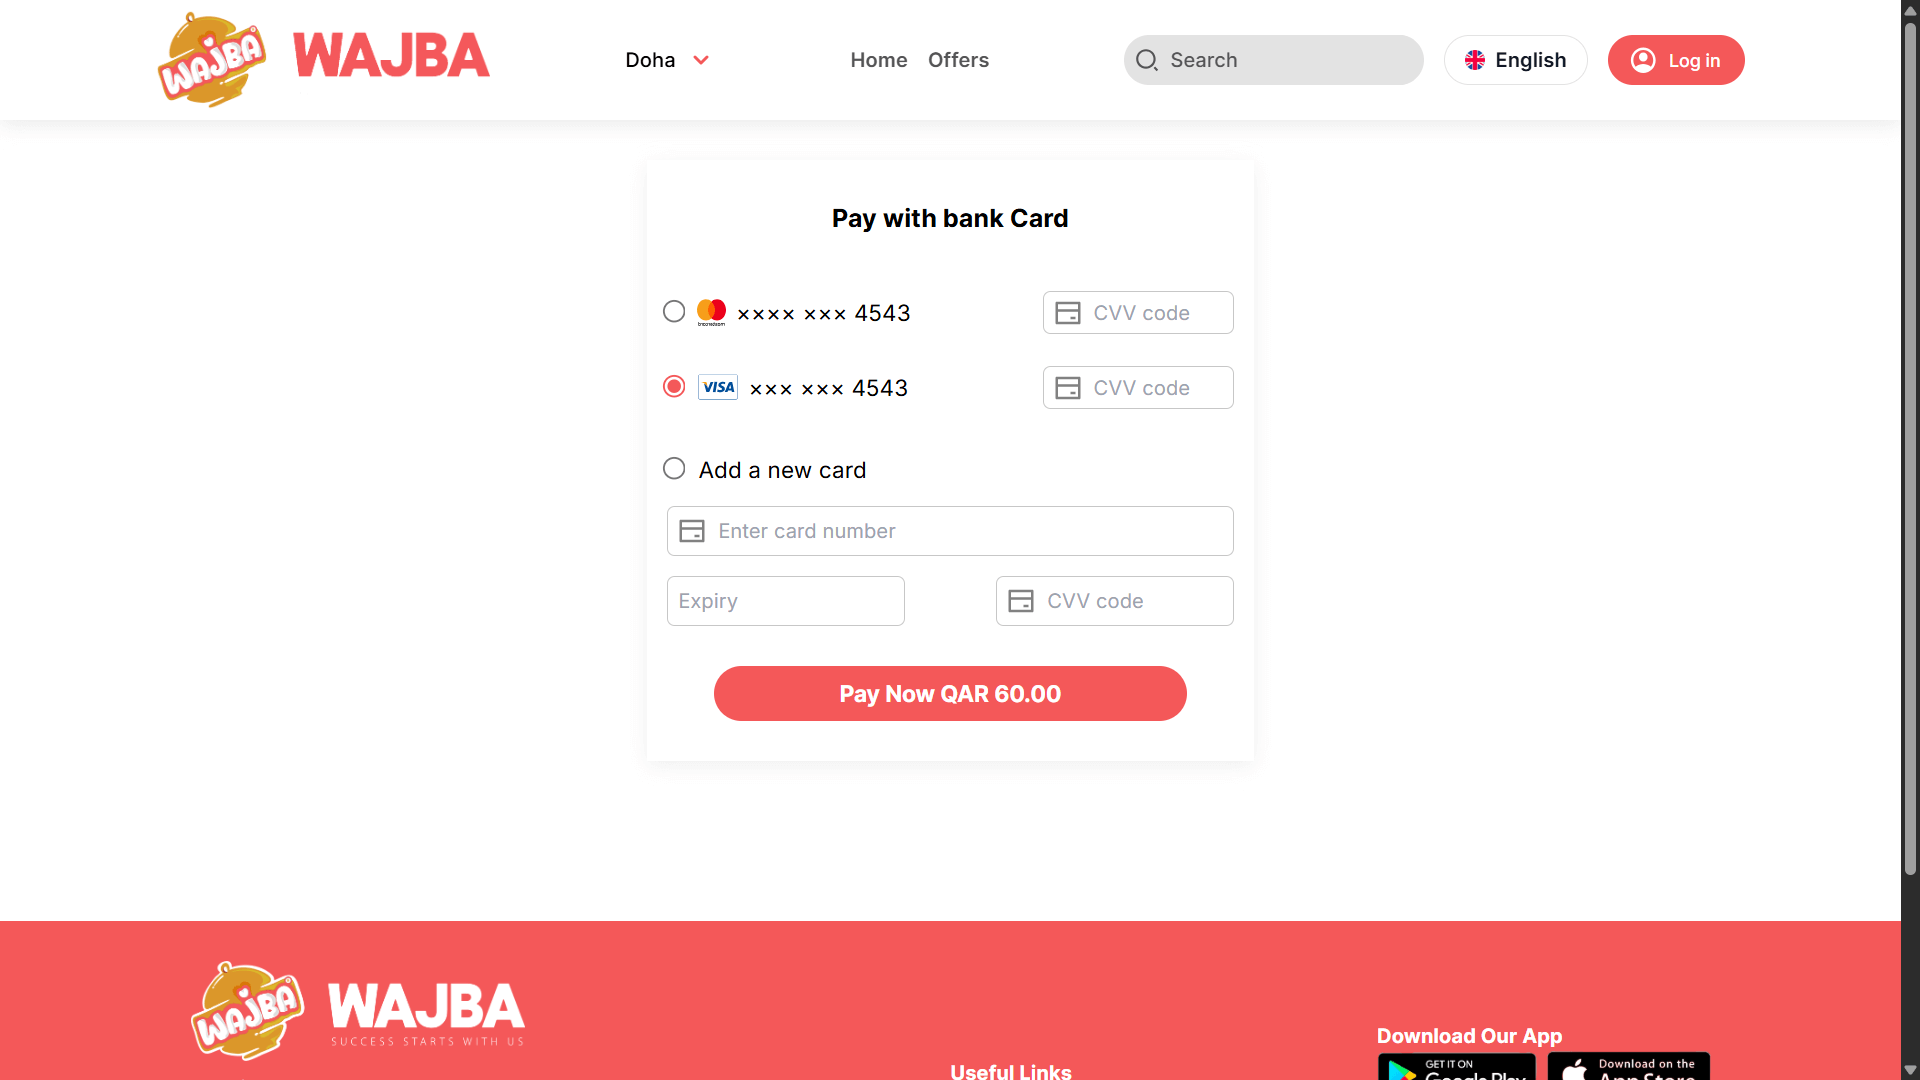 WAJBA
WAJBA
Doha
Home
Offers
Search
English
Log in
Pay with bank Card
×××× ××× 4543
CVV code
VISA
××× ××× 4543
CVV code
Add a new card
Enter card number
Expiry
CVV code
Pay Now QAR 60.00
WAJBA
WAJBA
SUCCESS STARTS WITH US
Download Our App
Useful Links
GET IT ON
Google Play
Download on the
App Store